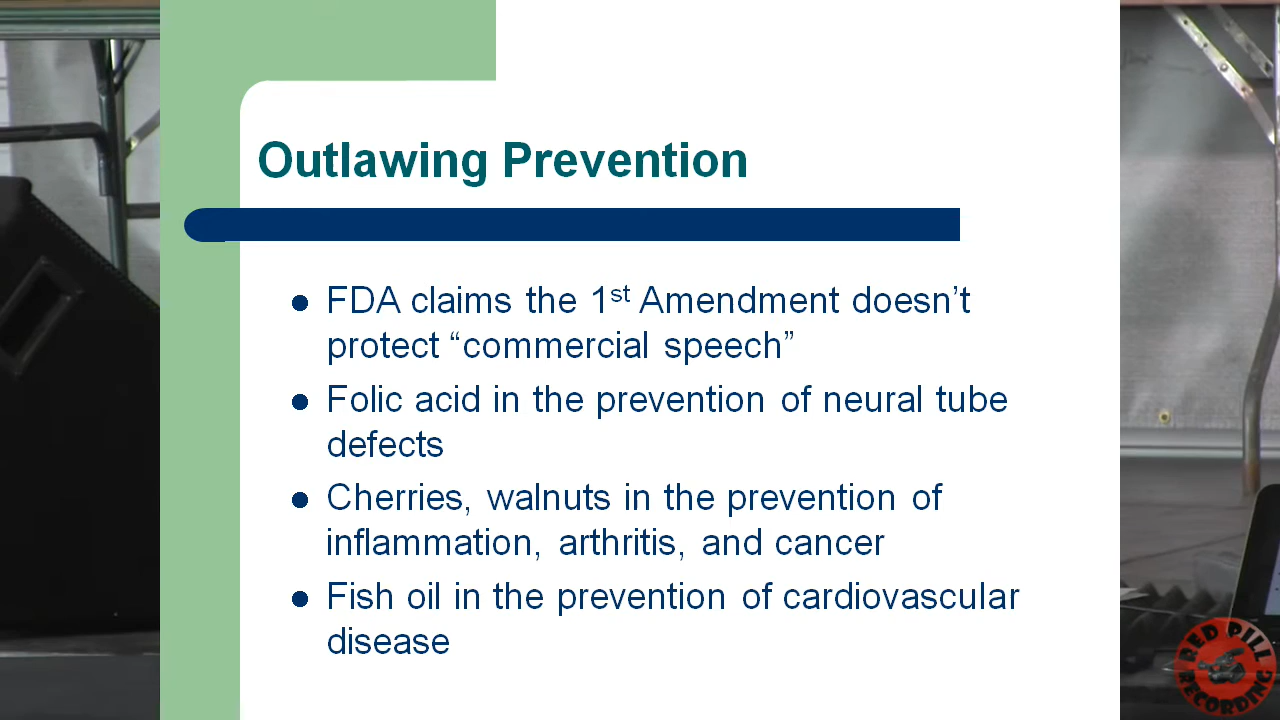 Outlawing Prevention
● FDA claims the 1st Amendment doesn’t
protect “commercial speech”
● Folic acid in the prevention of neural tube
defects
● Cherries, walnuts in the prevention of
inflammation, arthritis, and cancer
● Fish oil in the prevention of cardiovascular
disease
RED PILL
RECORDING